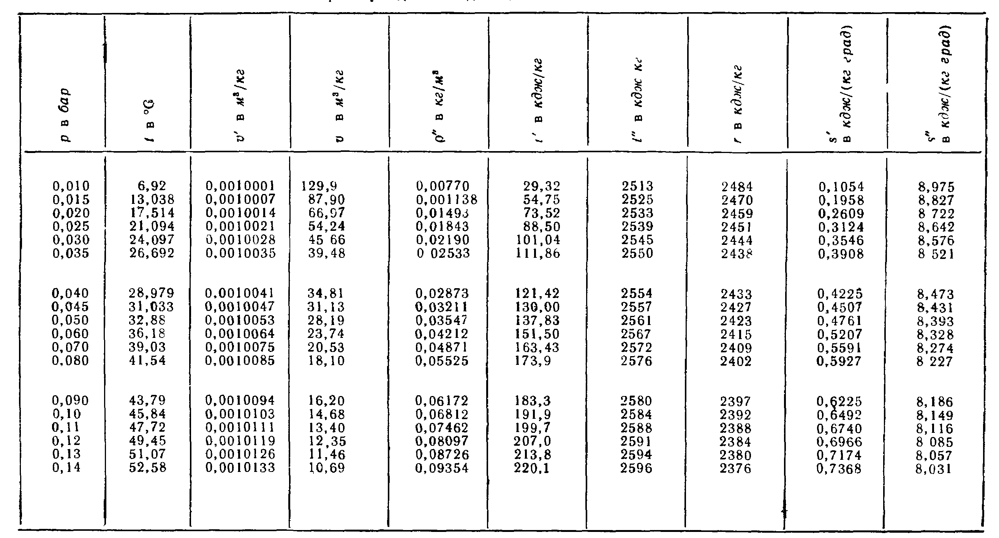 p в бар t в °C v′ в м³/кг v в м³/кг ρ″ в кг/м³ ι′ в кдж/кг ι″ в кдж кг r в кдж/кг s′ в кдж/(кг град) s″ в кдж/(кг град)
0,010 6,92 0,0010001 129,9 0,00770 29,32 2513 2484 0,1054 8,975
0,015 13,038 0,0010007 87,90 0,001138 54,75 2525 2470 0,1958 8,827
0,020 17,514 0,0010014 66,97 0,01493 73,52 2533 2459 0,2609 8 722
0,025 21,094 0,0010021 54,24 0,01843 88,50 2539 2451 0,3124 8,642
0,030 24,097 0,0010028 45 66 0,02190 101,04 2545 2444 0,3546 8,576
0,035 26,692 0,0010035 39,48 0 02533 111,86 2550 2438 0,3908 8 521
0,040 28,979 0,0010041 34,81 0,02873 121,42 2554 2433 0,4225 8,473
0,045 31,033 0,0010047 31,13 0,03211 130,00 2557 2427 0,4507 8,431
0,050 32,88 0,0010053 28,19 0,03547 137,83 2561 2423 0,4761 8,393
0,060 36,18 0,0010064 23,74 0,04212 151,50 2567 2415 0,5207 8,328
0,070 39,03 0,0010075 20,53 0,04871 163,43 2572 2409 0,5591 8,274
0,080 41,54 0,0010085 18,10 0,05525 173,9 2576 2402 0,5927 8 227
0,090 43,79 0,0010094 16,20 0,06172 183,3 2580 2397 0,6225 8,186
0,10 45,84 0,0010103 14,68 0,06812 191,9 2584 2392 0,6492 8,149
0,11 47,72 0,0010111 13,40 0,07462 199,7 2588 2388 0,6740 8,116
0,12 49,45 0,0010119 12,35 0,08097 207,0 2591 2384 0,6966 8 085
0,13 51,07 0,0010126 11,46 0,08726 213,8 2594 2380 0,7174 8,057
0,14 52,58 0,0010133 10,69 0,09354 220,1 2596 2376 0,7368 8,031